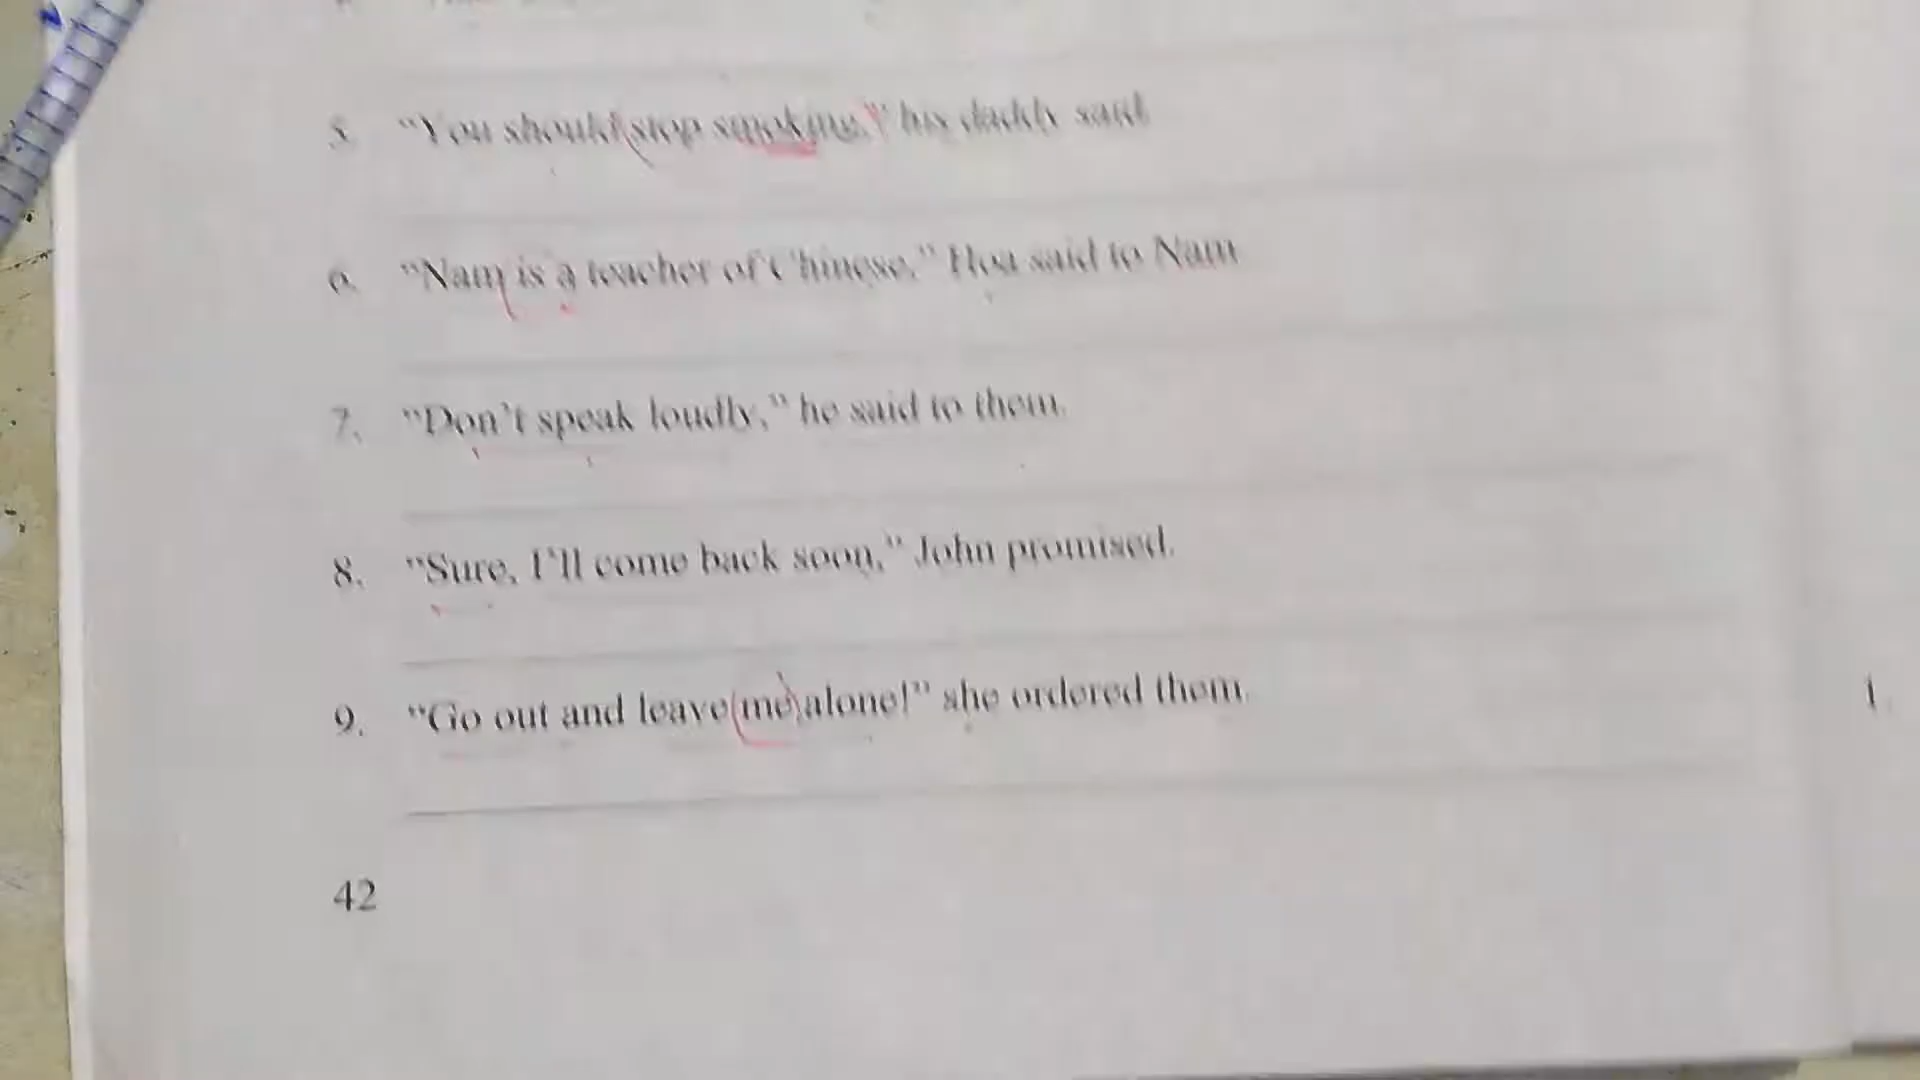 5. "You should stop smoking," his daddy said.
6. "Nam is a teacher of Chinese," Hoa said to Nam
7. "Don't speak loudly," he said to them.
8. "Sure, I'll come back soon," John promised.
9. "Go out and leave me alone!" she ordered them.
42
1.